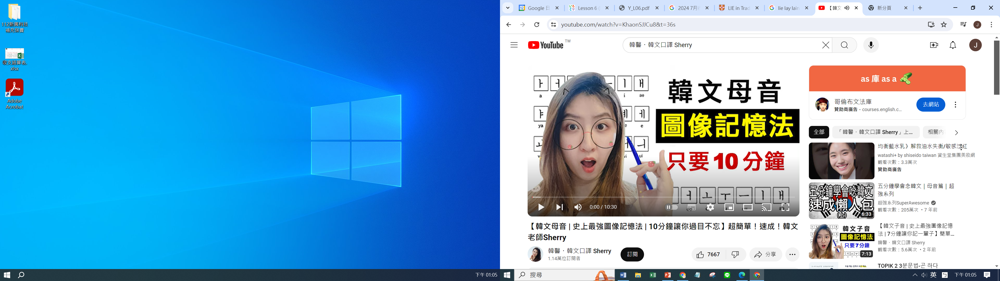 112新興科技
補充保費
收支結算表.
xlsx
Adobe
Acrobat
下午 01:05
Google 日
Lesson 6 (
Y_L06.pdf
2024 7月
LIE in Trad
lie lay lain
【韓文
新分頁
youtube.com/watch?v=KhaonSJJCu8&t=36s
J
YouTube TW
韓馨 · 韓文口譯 Sherry
J
ㅏ ㅓ ㅣ ㅐ
a i ae
韓文母音
ㅑ ㅖ ㅔ
ya e e
圖像記憶法
ㅚ ㅢ
wi ui
只要 10 分鐘
ㅓ ㅗ ㅜ ㅡ ㅣ ㅐ
0:00 / 10:30
【韓文母音 | 史上最強圖像記憶法 | 10分鐘讓你過目不忘】超簡單！速成！韓文
老師Sherry
韓馨 · 韓文口譯 Sherry
1.14萬位訂閱者
訂閱
7667
分享
as 庫 as a
哥倫布文法庫
贊助商廣告 · courses.english.c...
去網站
全部
「韓馨 · 韓文口譯 Sherry」上...
相關內
均衡藍水乳》解救油水失衡/敏感泛紅
watashi+ by shiseido taiwan 資生堂集團美妝網
觀看次數：3.3萬次
贊助商廣告
五分鐘學會唸韓文
速成懶人包
(上)
6:33
五分鐘學會念韓文 | 母音篇 | 超
強系列
超強系列SuperAwesome
觀看次數：205萬次 · 7 年前
韓文子音
圖像記憶法
只要7分鐘
7:13
【韓文子音 | 史上最強圖像記憶
法 | 7分鐘讓你記一輩子】簡單...
韓馨 · 韓文口譯 Sherry
觀看次數：5.6萬次 · 2 年前
TOPIK 2 3분문법-곤 하다
搜尋
英
下午 01:05